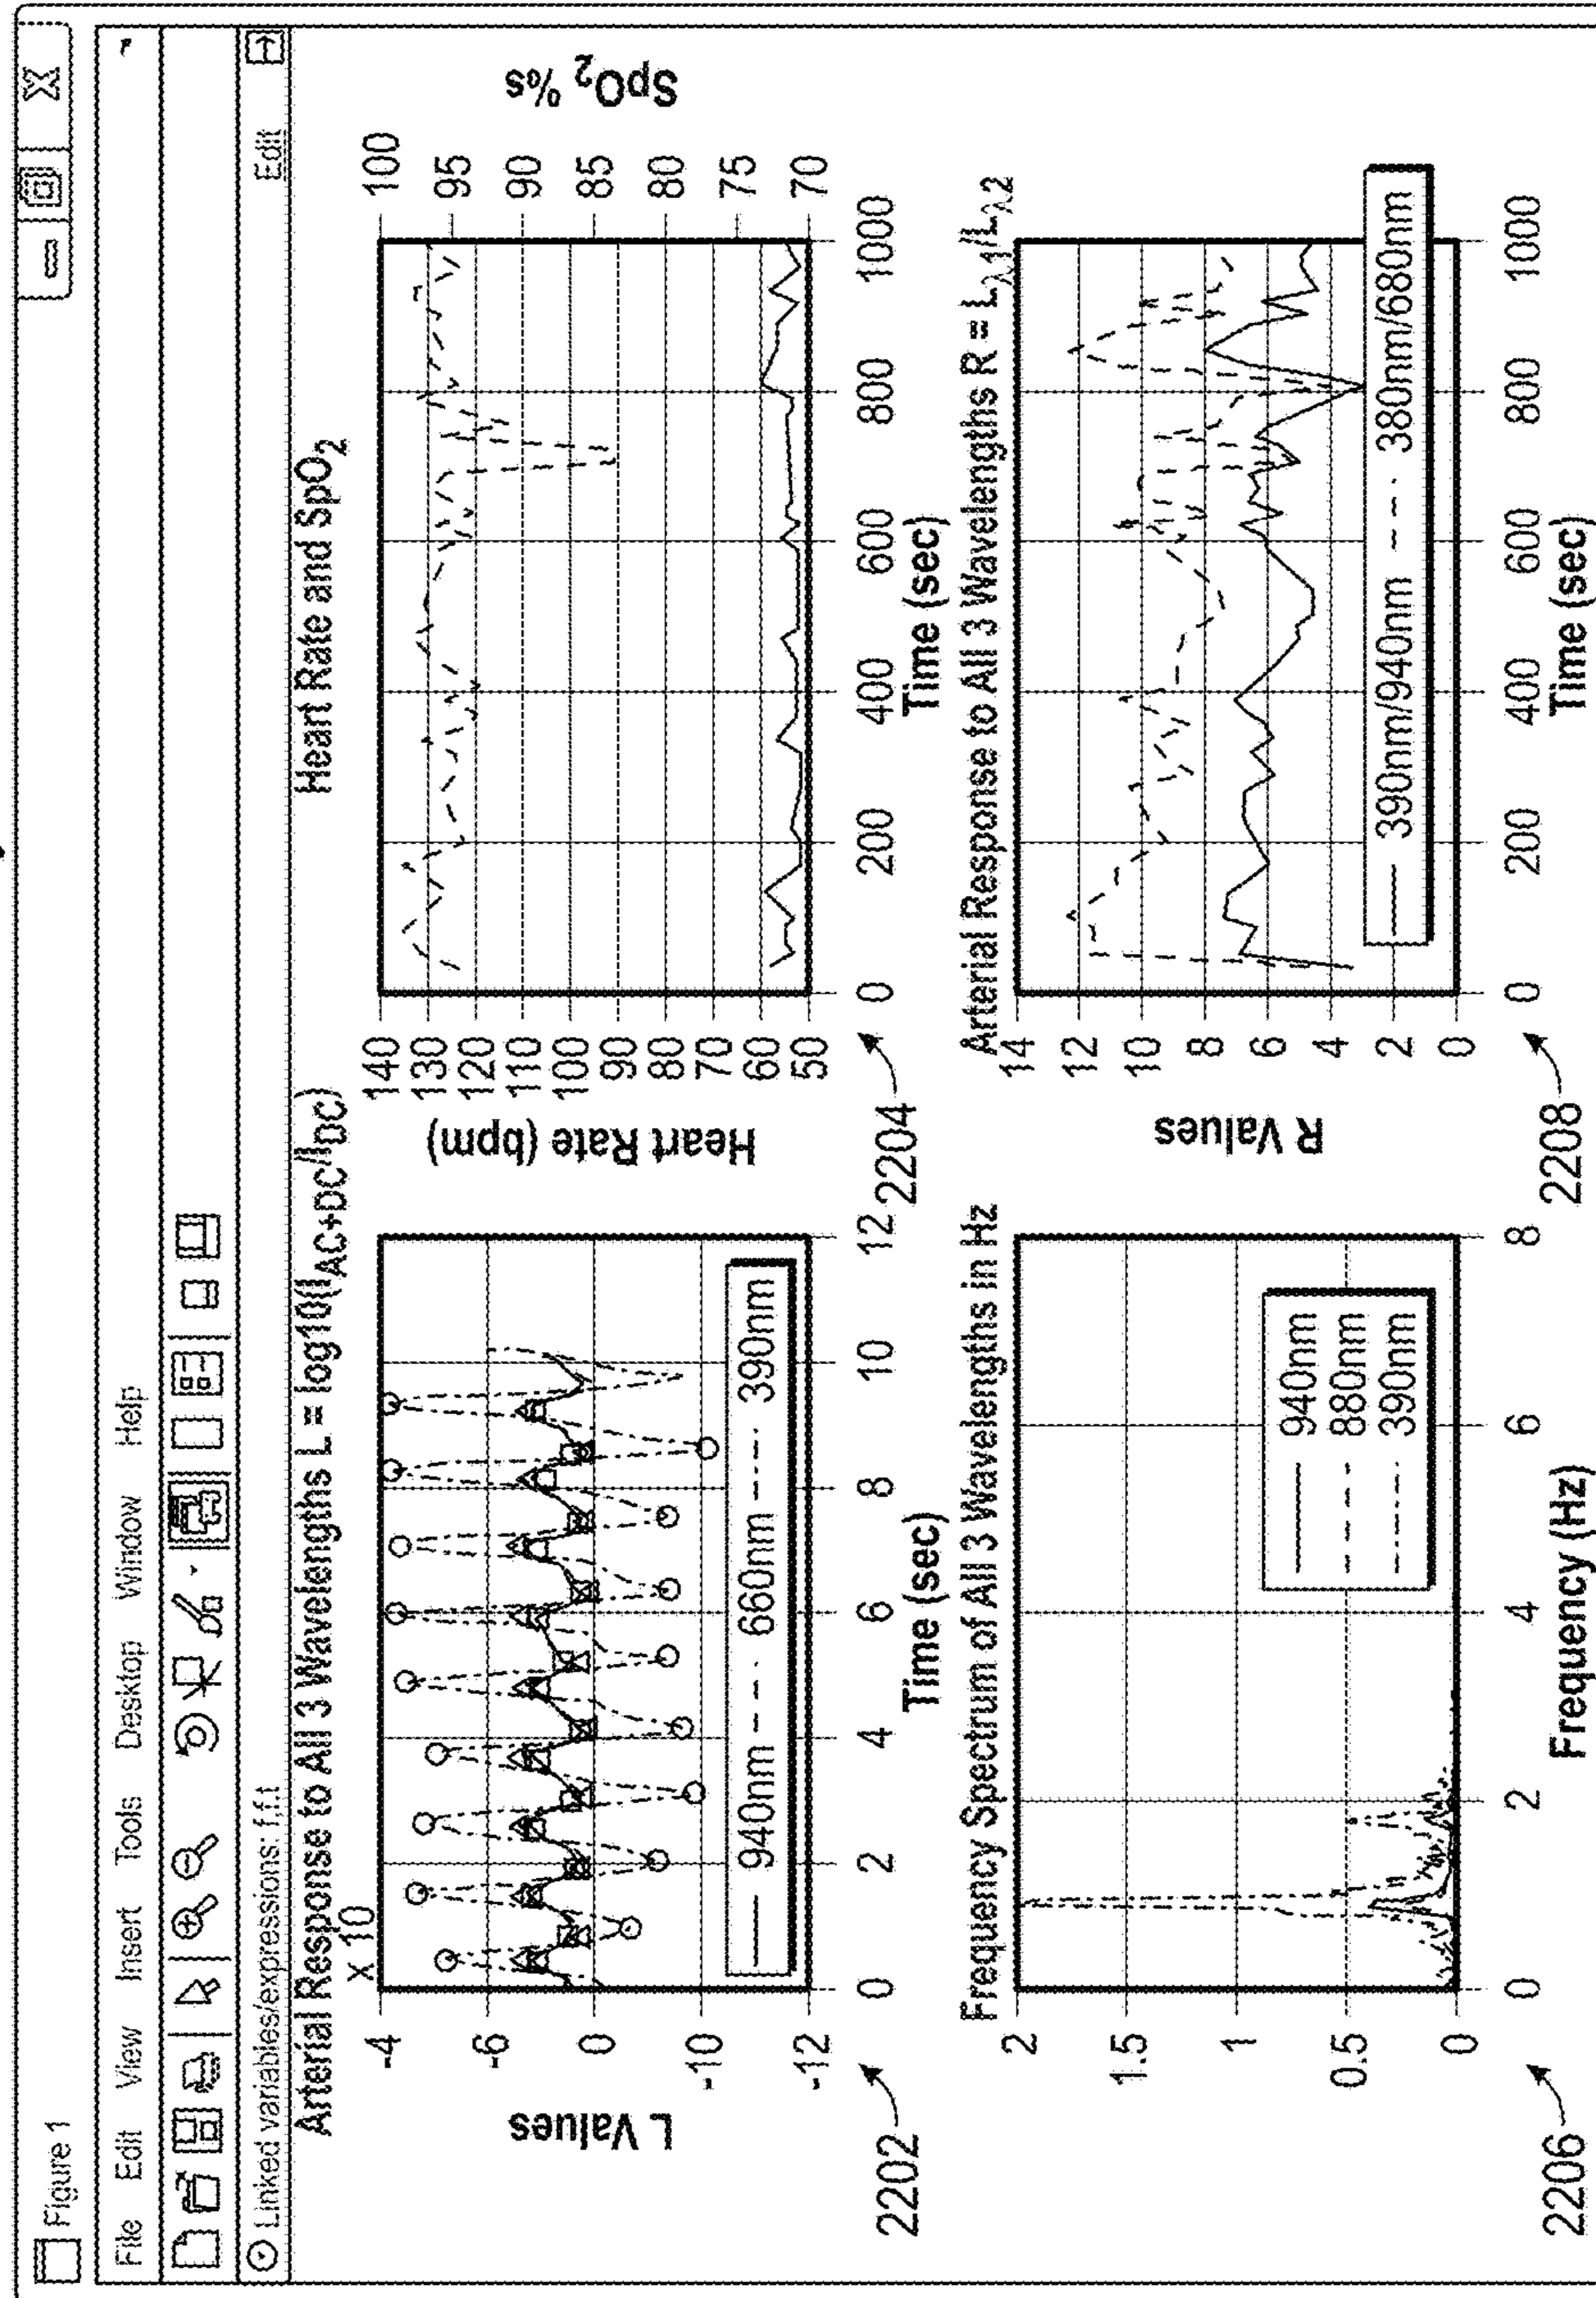 Figure 1
X
File Edit View Insert Tools Desktop Window Help
Linked variables/expressions: f.f.t
Edit
Arterial Response to All 3 Wavelengths L = log10(I_AC+DC/I_DC)
x 10
-4
-6
0
-10
-12
L Values
0 2 4 6 8 10 12
Time (sec)
940nm 660nm 390nm
2202
Heart Rate and SpO2
140
130
120
110
100
90
80
70
60
50
Heart Rate (bpm)
100
95
90
85
80
75
70
SpO2 %s
0 200 400 600 800 1000
Time (sec)
2204
Frequency Spectrum of All 3 Wavelengths in Hz
2
1.5
1
0.5
0
940nm
880nm
390nm
0 2 4 6 8
Frequency (Hz)
2206
Arterial Response to All 3 Wavelengths R = Lλ1/Lλ2
14
12
10
8
6
4
2
0
R Values
390nm/940nm 380nm/680nm
0 200 400 600 800 1000
Time (sec)
2208